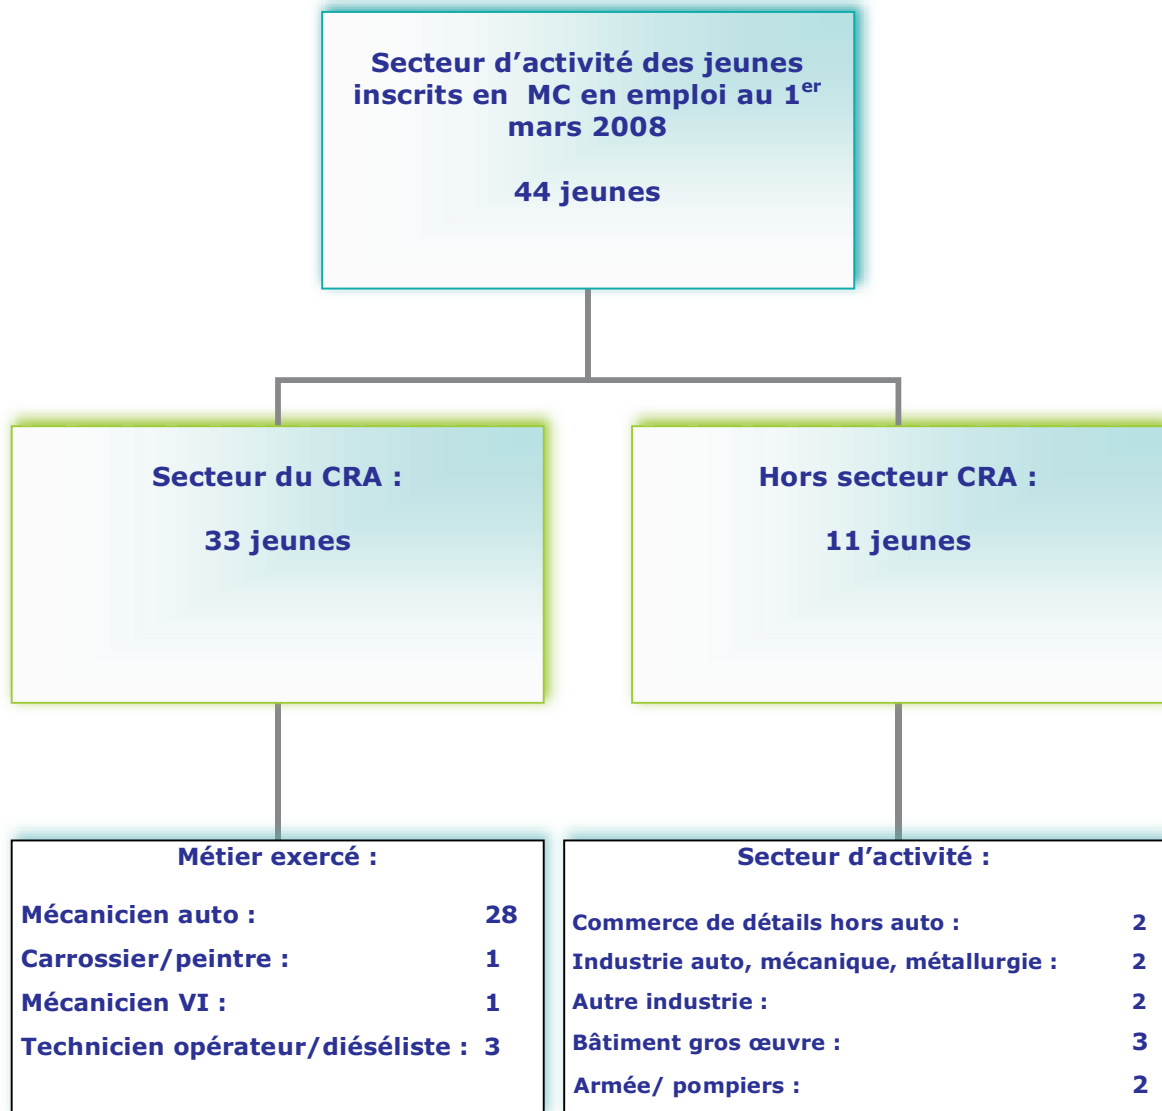 Secteur d’activité des jeunes
inscrits en MC en emploi au 1er
mars 2008
44 jeunes
Secteur du CRA :
33 jeunes
Hors secteur CRA :
11 jeunes
Métier exercé :
Mécanicien auto : 28
Carrossier/peintre : 1
Mécanicien VI : 1
Technicien opérateur/diéséliste : 3
Secteur d’activité :
Commerce de détails hors auto : 2
Industrie auto, mécanique, métallurgie : 2
Autre industrie : 2
Bâtiment gros œuvre : 3
Armée/ pompiers : 2